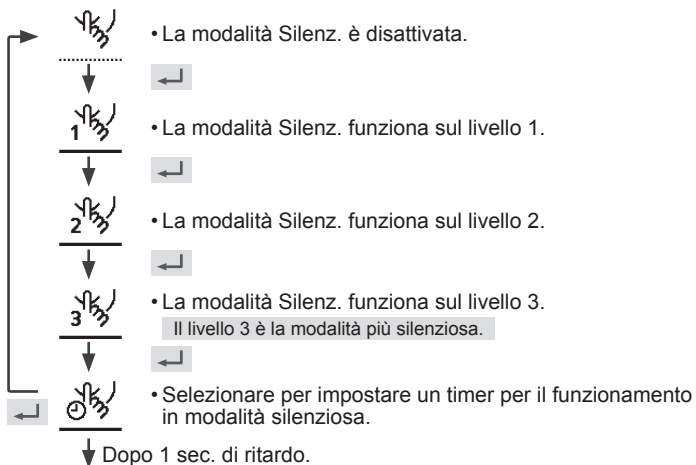 • La modalità Silenz. è disattivata.
1
• La modalità Silenz. funziona sul livello 1.
2
• La modalità Silenz. funziona sul livello 2.
3
• La modalità Silenz. funziona sul livello 3.
Il livello 3 è la modalità più silenziosa.
• Selezionare per impostare un timer per il funzionamento
in modalità silenziosa.
Dopo 1 sec. di ritardo.